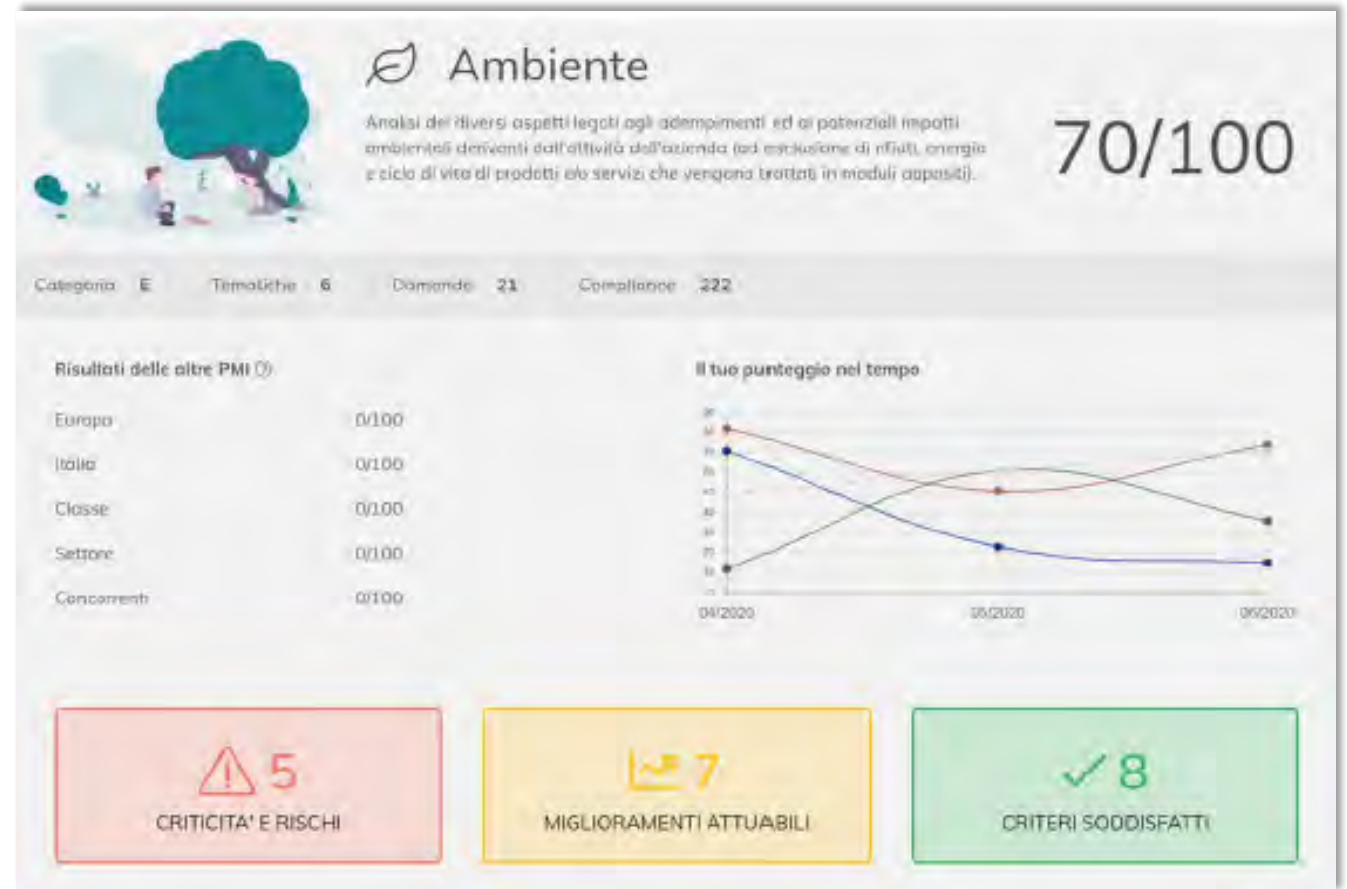 Ambiente
Analisi dei diversi aspetti legati agli adempimenti ed ai potenziali impatti
ambientali derivanti dall'attività dell'azienda (ad esclusione di rifiuti, energia
e ciclo di vita di prodotti e/o servizi che vengono trattati in moduli appositi).
70/100
Categoria E Tematiche 6 Domande 21 Compliance 222
Risultati delle altre PMI
Europa 0/100
Italia 0/100
Classe 0/100
Settore 0/100
Concorrenti 0/100
Il tuo punteggio nel tempo
04/2020 05/2020 06/2020
5
CRITICITA' E RISCHI
7
MIGLIORAMENTI ATTUABILI
8
CRITERI SODDISFATTI